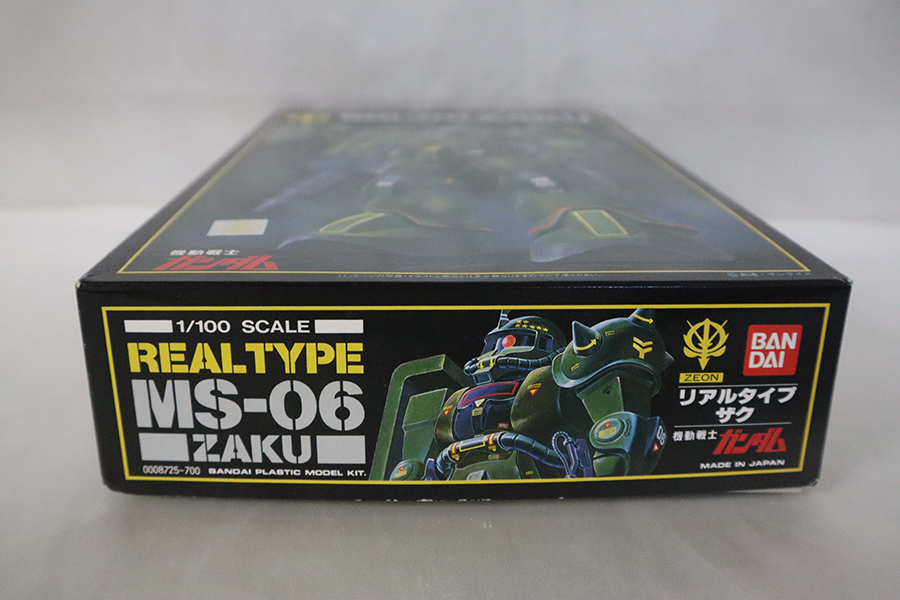 機動戦士
ガンダム
1/100 SCALE
REALTYPE
MS-06
ZAKU
0008725-700
BANDAI PLASTIC MODEL KIT.
06
ZEON
BAN
DAI
リアルタイプ
ザク
機動戦士
ガンダム
MADE IN JAPAN